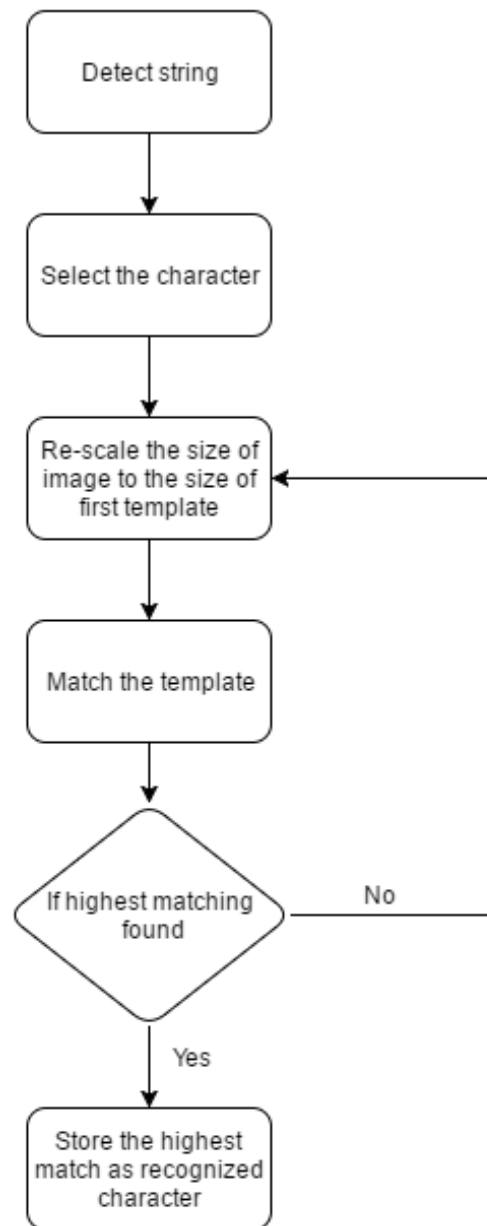 Detect string
Select the character
Re-scale the size of
image to the size of
first template
Match the template
If highest matching
found
No
Yes
Store the highest
match as recognized
character